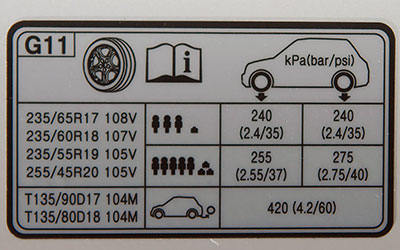 G11
i
kPa(bar/psi)
235/65R17 108V
235/60R18 107V
240
(2.4/35)
240
(2.4/35)
235/55R19 105V
255/45R20 105V
255
(2.55/37)
275
(2.75/40)
T135/90D17 104M
T135/80D18 104M
420 (4.2/60)